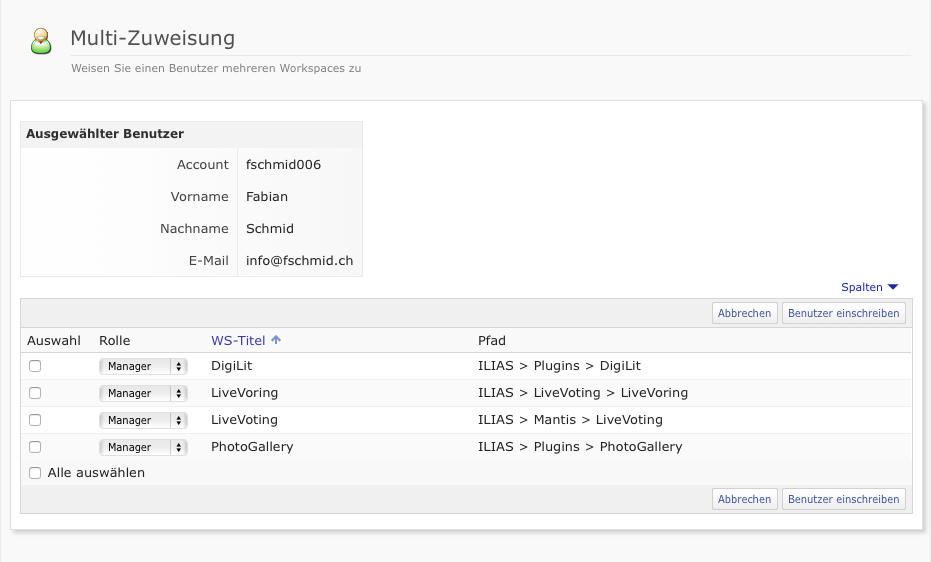 Multi-Zuweisung
Weisen Sie einen Benutzer mehreren Workspaces zu
Ausgewählter Benutzer
Account fschmid006
Vorname Fabian
Nachname Schmid
E-Mail info@fschmid.ch
Spalten
Abbrechen Benutzer einschreiben
Auswahl Rolle WS-Titel Pfad
Manager DigiLit ILIAS > Plugins > DigiLit
Manager LiveVoring ILIAS > LiveVoting > LiveVoring
Manager LiveVoting ILIAS > Mantis > LiveVoting
Manager PhotoGallery ILIAS > Plugins > PhotoGallery
Alle auswählen
Abbrechen Benutzer einschreiben